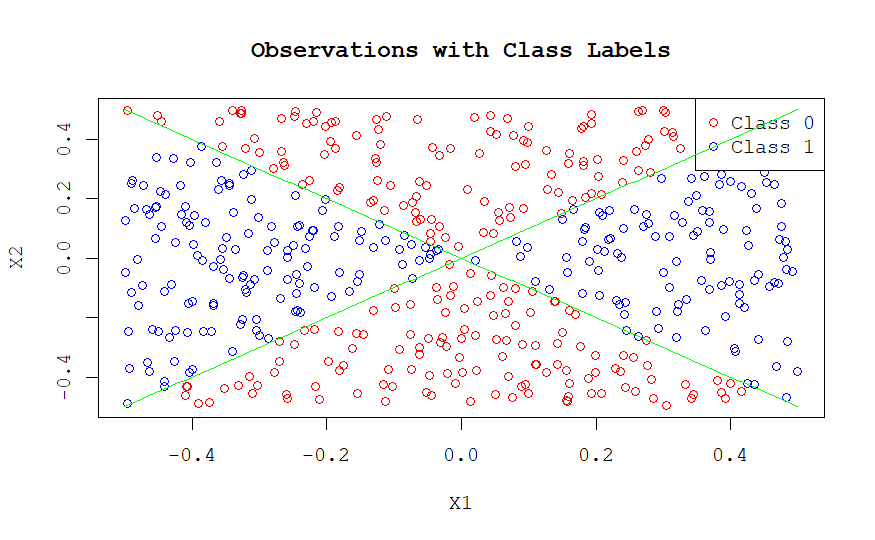 Observations with Class Labels
Class 0
Class 1
X2
0.4
0.2
0.0
-0.4
-0.4
-0.2
0.0
0.2
0.4
X1